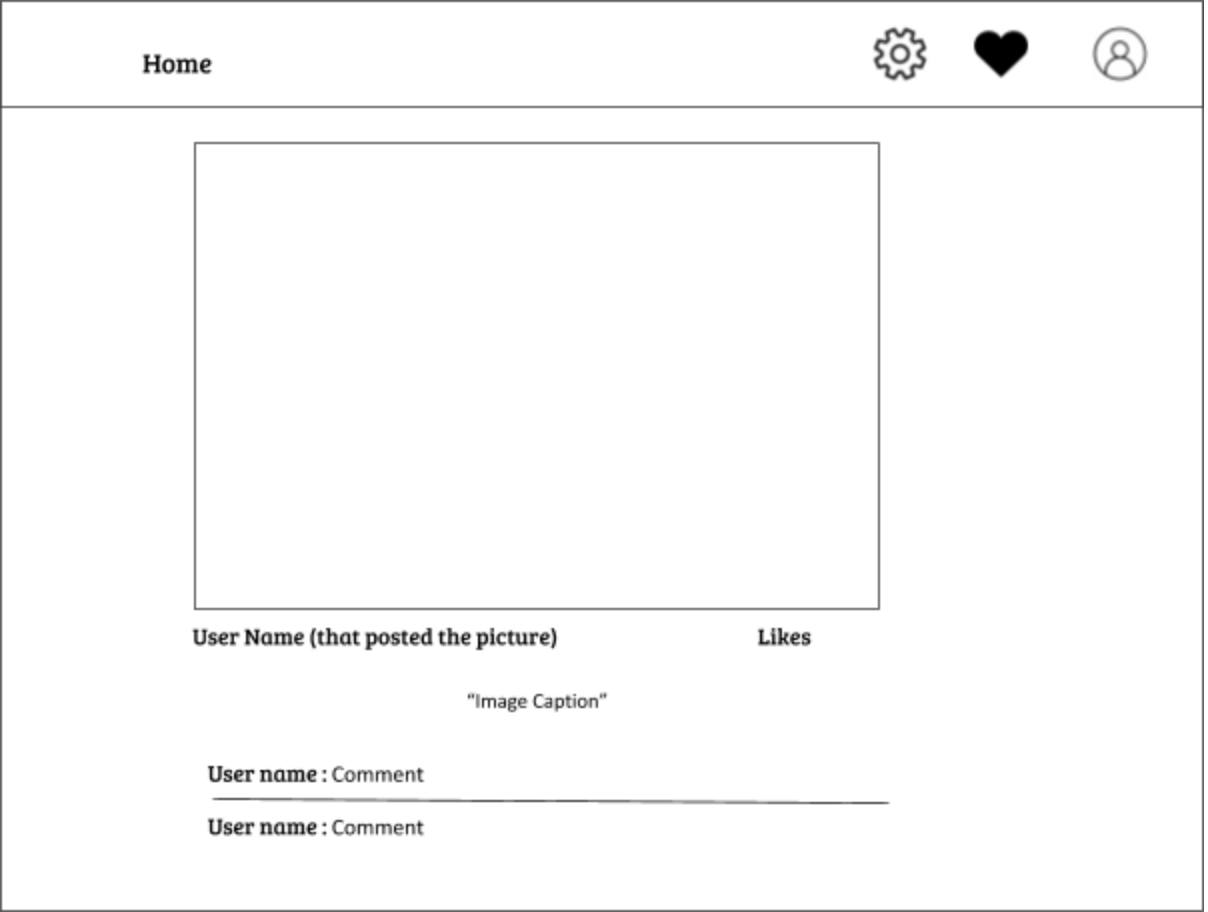 Home
User Name (that posted the picture) Likes
“Image Caption”
User name : Comment
User name : Comment